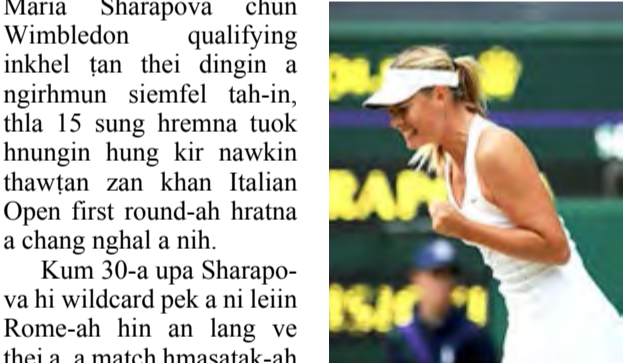 Maria Sharapova chun
Wimbledon qualifying
inkhel ṭan thei dingin a
ngirhmun siemfel tah-in,
thla 15 sung hremna tuok
hnungin hung kir nawkin
thawṭan zan khan Italian
Open first round-ah hratna
a chang nghal a nih.
Kum 30-a upa Sharapo-
va hi wildcard pek a ni leiin
Rome-ah hin an lang ve
thei a, a match hmasatak-ah